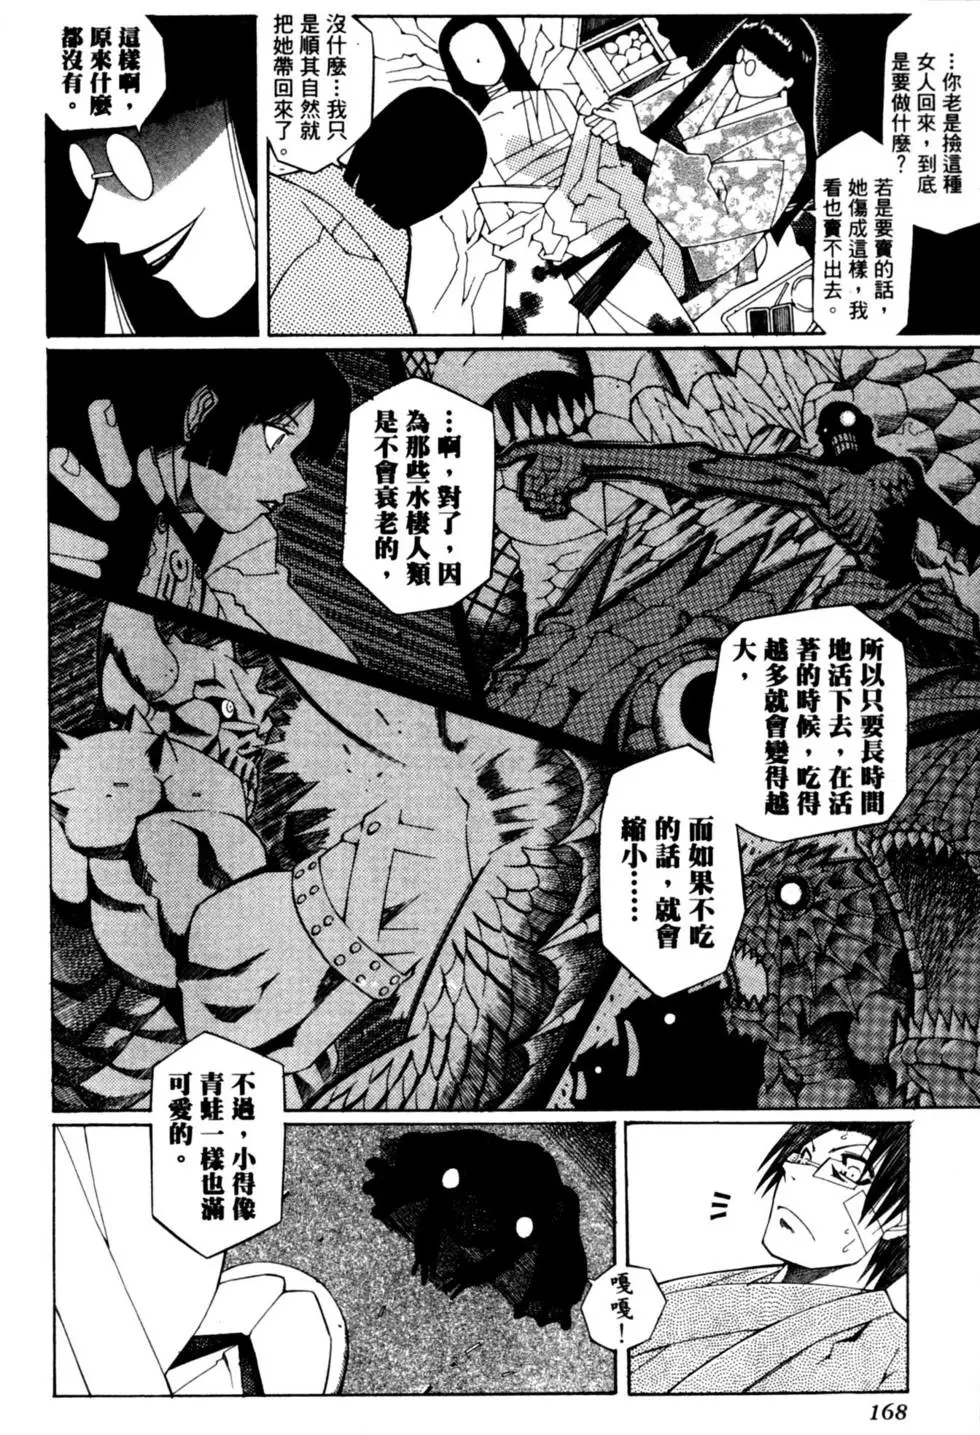 …你老是撿這種
女人回來，到底
是要做什麼？
若是要賣的話，
她傷成這樣，我
看也賣不出去。
沒什麼…我只
是順其自然就
把她帶回來了。
這樣啊，
原來什麼
都沒有。
…啊，對了，因
為那些水棲人類
是不會衰老的，
所以只要長時間
地活下去，在活
著的時候，吃得
越多就會變得越
大，
而如果不吃
的話，就會
縮小……
嘎嘎！
不過，小得像
青蛙一樣也滿
可愛的。
168